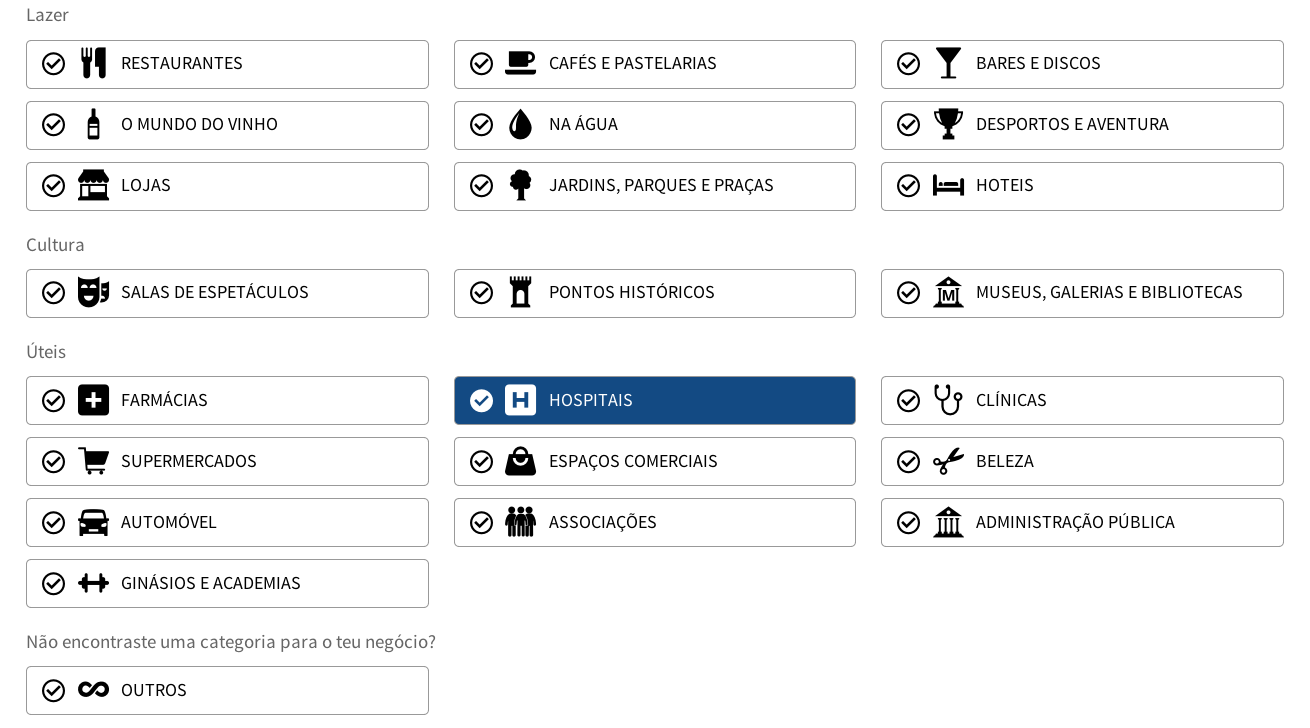 Lazer
RESTAURANTES
CAFÉS E PASTELARIAS
BARES E DISCOS
O MUNDO DO VINHO
NA ÁGUA
DESPORTOS E AVENTURA
LOJAS
JARDINS, PARQUES E PRAÇAS
HOTEIS
Cultura
SALAS DE ESPETÁCULOS
PONTOS HISTÓRICOS
MUSEUS, GALERIAS E BIBLIOTECAS
Úteis
FARMÁCIAS
HOSPITAIS
CLÍNICAS
SUPERMERCADOS
ESPAÇOS COMERCIAIS
BELEZA
AUTOMÓVEL
ASSOCIAÇÕES
ADMINISTRAÇÃO PÚBLICA
GINÁSIOS E ACADEMIAS
Não encontraste uma categoria para o teu negócio?
OUTROS